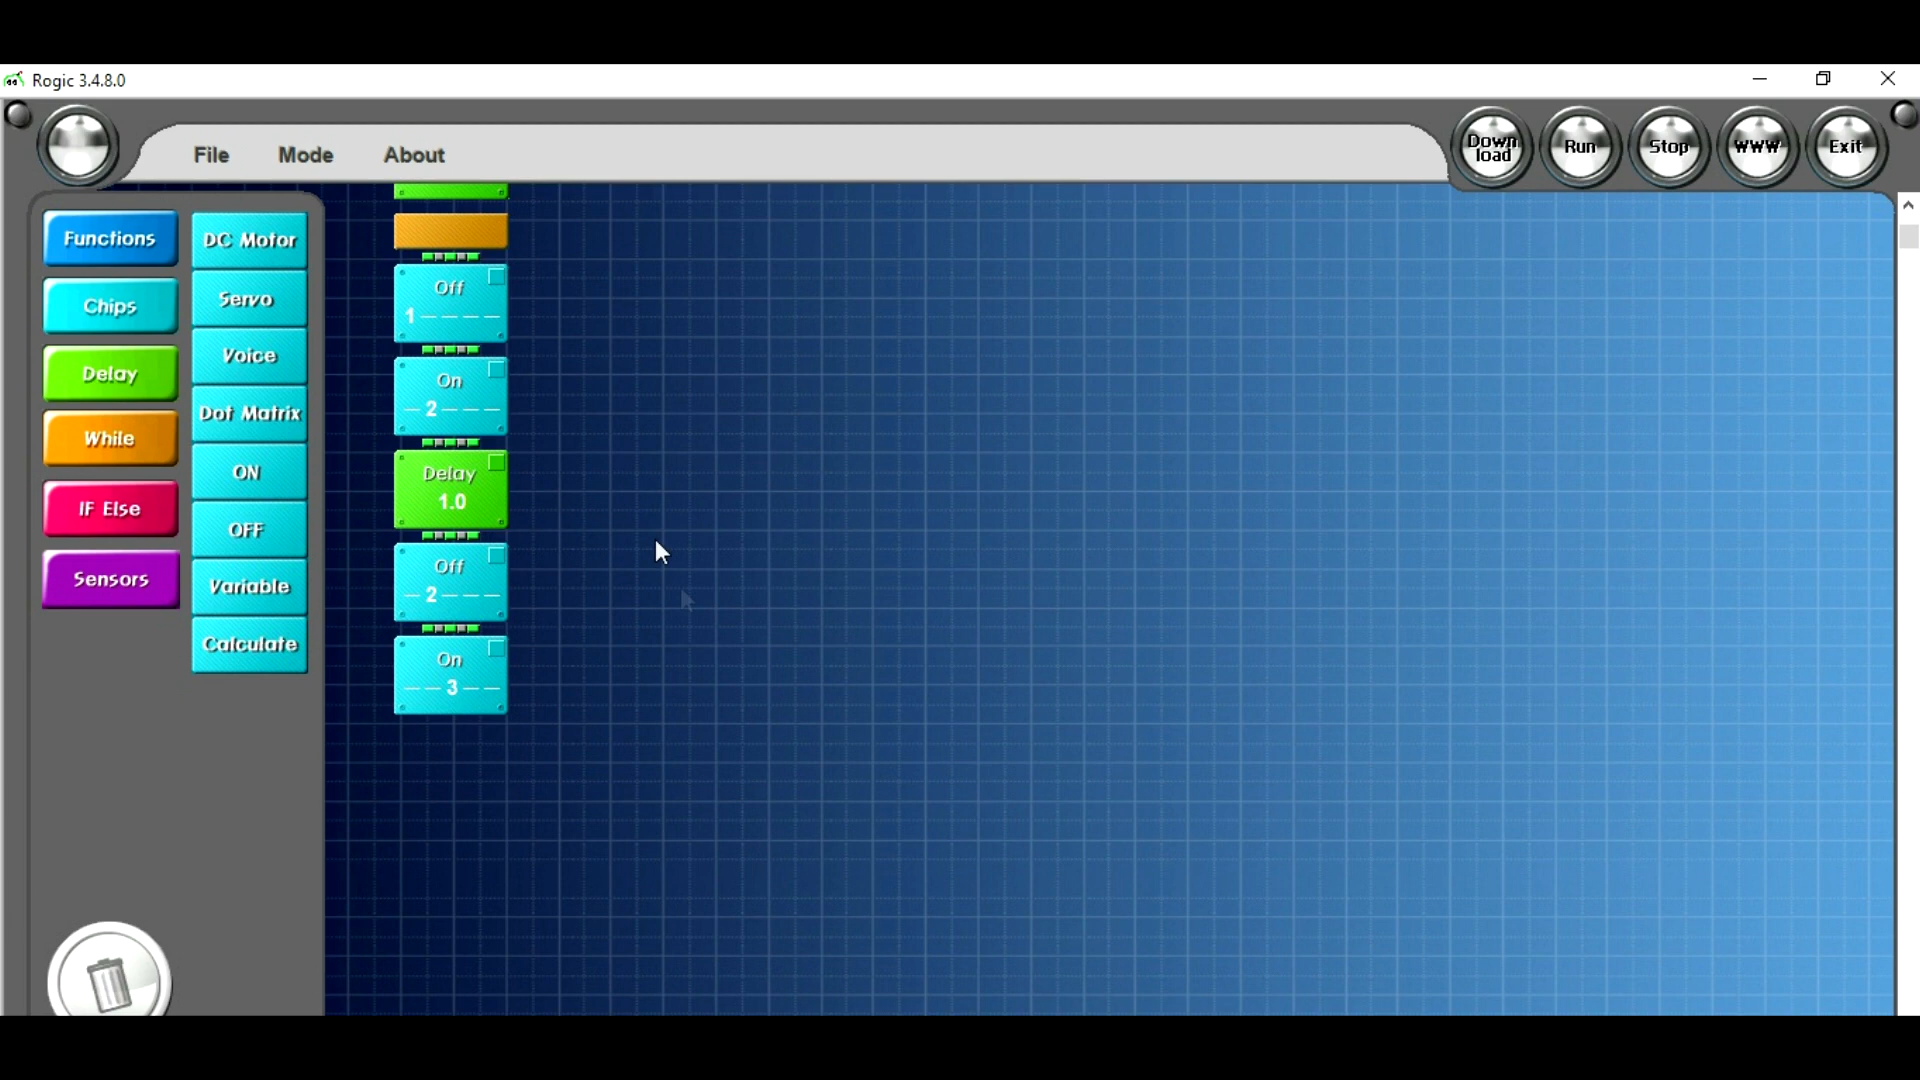 Rogic 3.4.8.0
File Mode About
Down load
Run
Stop
WWW
Exit
Functions
Chips
Delay
While
IF Else
Sensors
DC Motor
Servo
Voice
Dot Matrix
ON
OFF
Variable
Calculate
Off
1 _ _ _ _
On
_ 2 _ _ _
Delay
1.0
Off
_ 2 _ _ _
On
_ _ 3 _ _